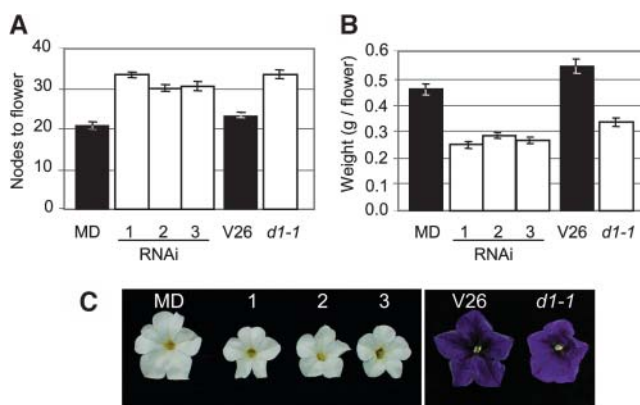 A
Nodes to flower
40
30
20
10
0
MD 1 2 3 V26 d1-1
RNAi
B
Weight (g / flower)
0.6
0.5
0.4
0.3
0.2
0.1
0.0
MD 1 2 3 V26 d1-1
RNAi
C
MD 1 2 3 V26 d1-1